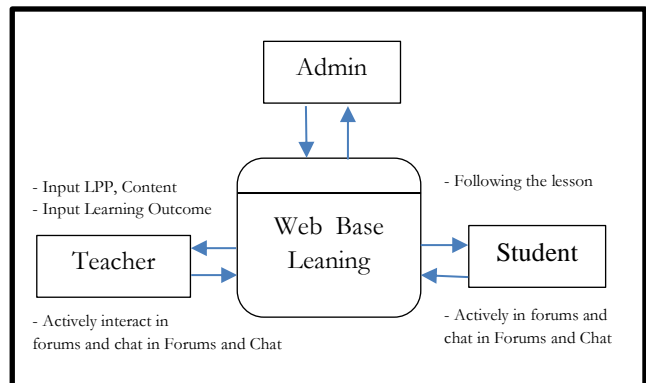 Admin
- Input LPP, Content
- Input Learning Outcome
- Following the lesson
Web Base
Leaning
Teacher
Student
- Actively interact in
forums and chat in Forums and Chat
- Actively in forums and
chat in Forums and Chat